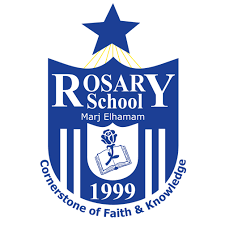 ROSARY
School
Marj Elhamam
1999
Cornerstone of Faith & Knowledge